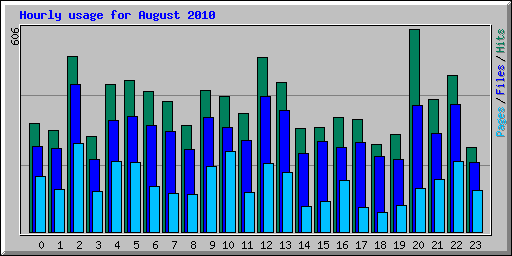 Hourly usage for August 2010
606
Pages/Files/Hits
0 1 2 3 4 5 6 7 8 9 10 11 12 13 14 15 16 17 18 19 20 21 22 23